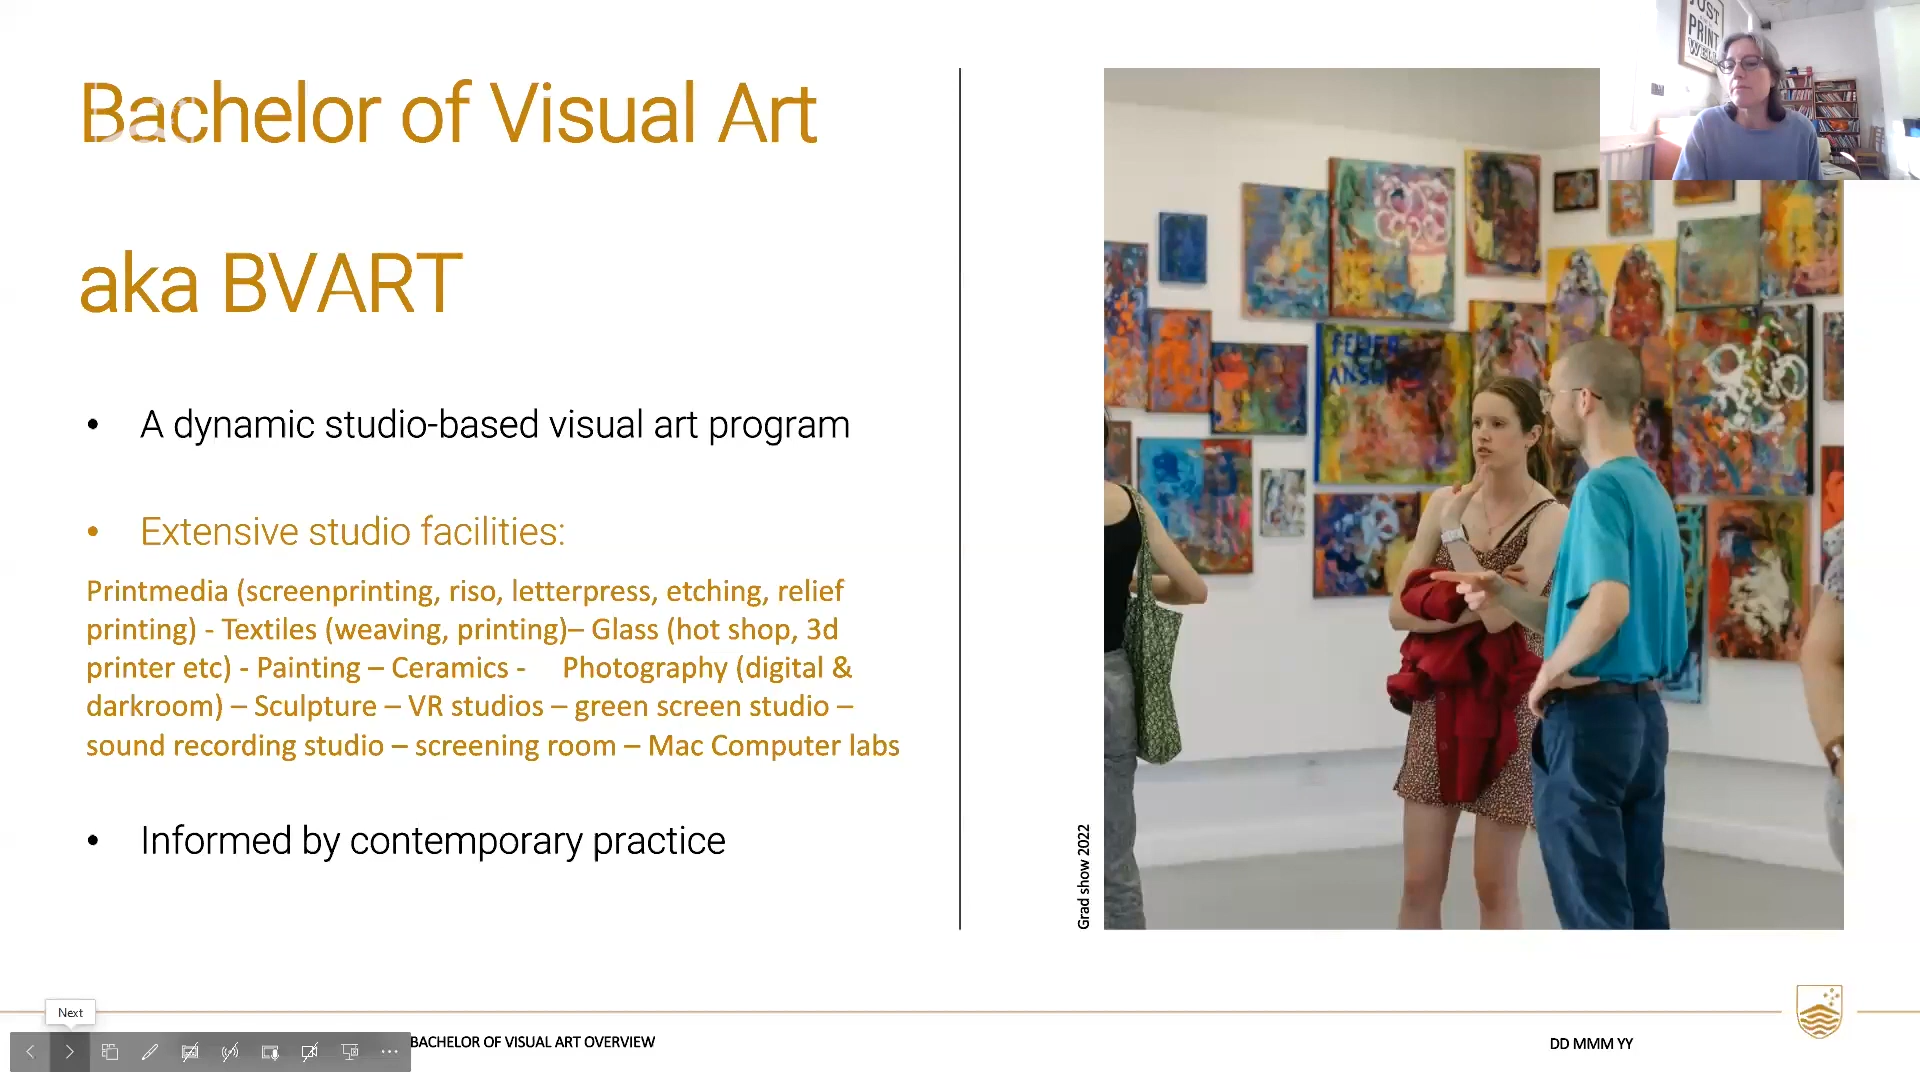 Bachelor of Visual Art
aka BVART
• A dynamic studio-based visual art program
• Extensive studio facilities:
Printmedia (screenprinting, riso, letterpress, etching, relief
printing) - Textiles (weaving, printing)– Glass (hot shop, 3d
printer etc) - Painting – Ceramics - Photography (digital &
darkroom) – Sculpture – VR studios – green screen studio –
sound recording studio – screening room – Mac Computer labs
• Informed by contemporary practice
Grad show 2022
PRINT
Next
BACHELOR OF VISUAL ART OVERVIEW
DD MMM YY